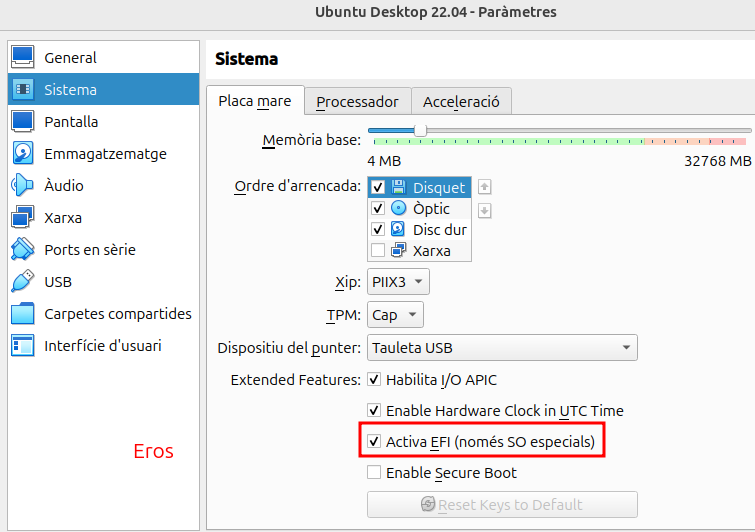 Ubuntu Desktop 22.04 - Paràmetres
General
Sistema
Pantalla
Emmagatzematge
Àudio
Xarxa
Ports en sèrie
USB
Carpetes compartides
Interfície d'usuari
Eros
Sistema
Placa mare
Processador
Acceleració
Memòria base:
4 MB
32768 MB
Ordre d'arrencada:
Disquet
Òptic
Disc dur
Xarxa
Xip: PIIX3
TPM: Cap
Dispositiu del punter: Tauleta USB
Extended Features: Habilita I/O APIC
Enable Hardware Clock in UTC Time
Activa EFI (només SO especials)
Enable Secure Boot
Reset Keys to Default